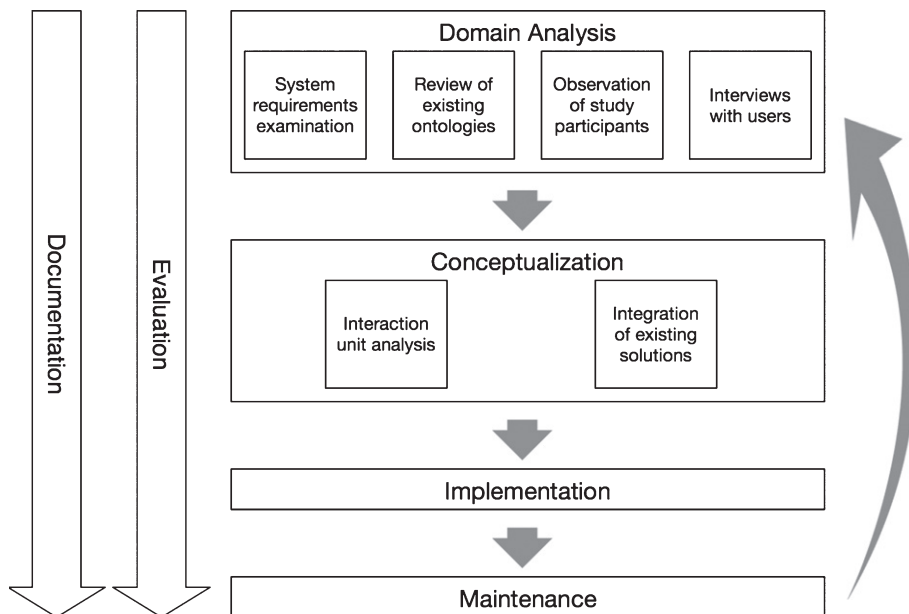 Domain Analysis
System
requirements
examination
Review of
existing
ontologies
Observation
of study
participants
Interviews
with users
Documentation
Evaluation
Conceptualization
Interaction
unit analysis
Integration
of existing
solutions
Implementation
Maintenance